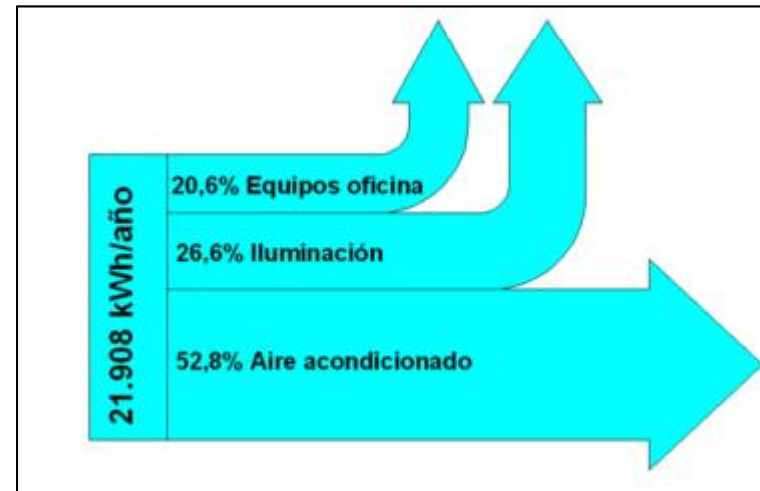 21.908 kWh/año
20,6% Equipos oficina
26,6% Iluminación
52,8% Aire acondicionado